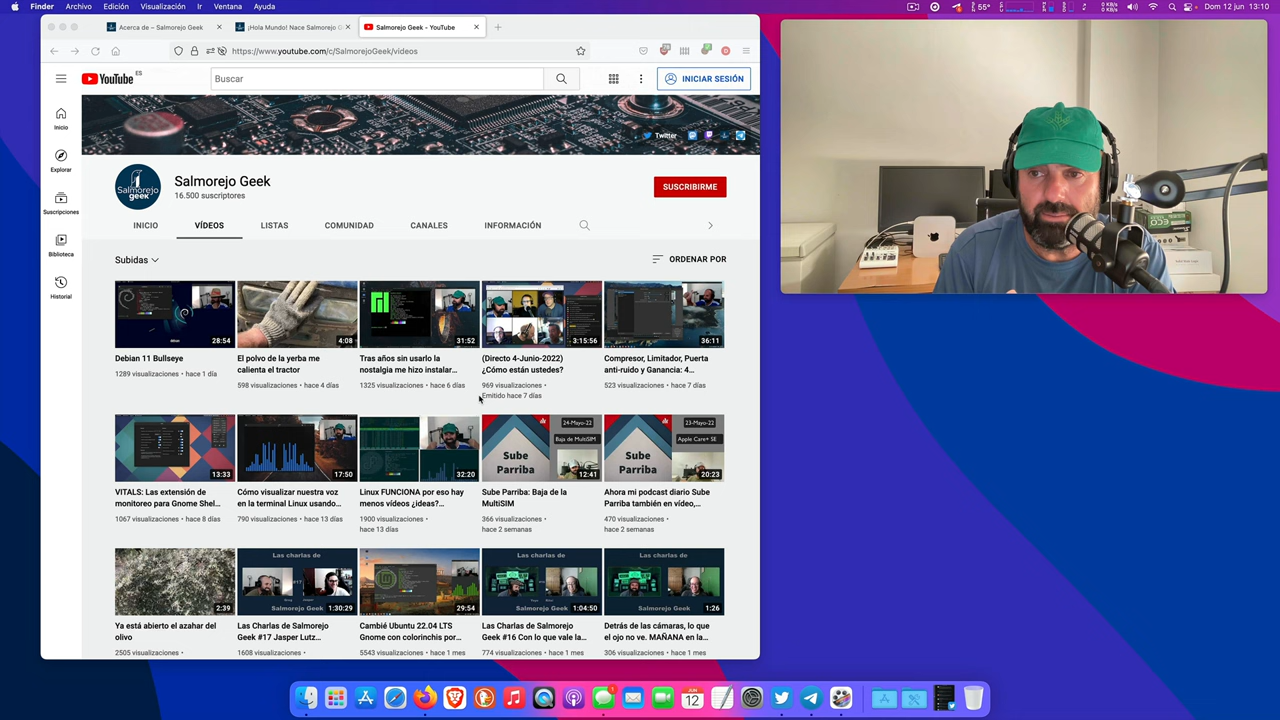 Finder Archivo Edición Visualización Ir Ventana Ayuda
55° Dom 12 jun 13:10
Acerca de – Salmorejo Geek
¡Hola Mundo! Nace Salmorejo G
Salmorejo Geek - YouTube
https://www.youtube.com/c/SalmorejoGeek/videos
YouTube ES
Buscar
INICIAR SESIÓN
Inicio
Explorar
Suscripciones
Biblioteca
Historial
Twitter
Salmorejo geek
Salmorejo Geek
16.500 suscriptores
SUSCRIBIRME
INICIO VÍDEOS LISTAS COMUNIDAD CANALES INFORMACIÓN
Subidas
ORDENAR POR
28:54
Debian 11 Bullseye
1289 visualizaciones • hace 1 día
4:08
El polvo de la yerba me
calienta el tractor
598 visualizaciones • hace 4 días
31:52
Tras años sin usarlo la
nostalgia me hizo instalar...
1325 visualizaciones • hace 6 días
3:15:56
(Directo 4-Junio-2022)
¿Cómo están ustedes?
969 visualizaciones •
Emitido hace 7 días
36:11
Compresor, Limitador, Puerta
anti-ruido y Ganancia: 4...
523 visualizaciones • hace 7 días
13:33
VITALS: Las extensión de
monitoreo para Gnome Shel...
1067 visualizaciones • hace 8 días
17:50
Cómo visualizar nuestra voz
en la terminal Linux usando...
790 visualizaciones • hace 13 días
32:20
Linux FUNCIONA por eso hay
menos vídeos ¿ideas?...
1900 visualizaciones •
hace 13 días
24-Mayo-22
Baja de MultiSIM
Sube
Parriba
12:41
Sube Parriba: Baja de la
MultiSIM
366 visualizaciones •
hace 2 semanas
23-Mayo-22
Apple Care+ SE
Sube
Parriba
20:23
Ahora mi podcast diario Sube
Parriba también en vídeo,...
470 visualizaciones •
hace 2 semanas
2:39
Ya está abierto el azahar del
olivo
2505 visualizaciones •
Las charlas de
#17
Salmorejo Geek
1:30:29
Las Charlas de Salmorejo
Geek #17 Jasper Lutz...
1608 visualizaciones •
29:54
Cambié Ubuntu 22.04 LTS
Gnome con colorinchis por...
5543 visualizaciones • hace 1 mes
Las charlas de
Salmorejo Geek
1:04:50
Las Charlas de Salmorejo
Geek #16 Con lo que vale la...
774 visualizaciones • hace 1 mes
Las charlas de
Salmorejo Geek
1:26
Detrás de las cámaras, lo que
el ojo no ve. MAÑANA en la...
306 visualizaciones • hace 1 mes
JUN
12